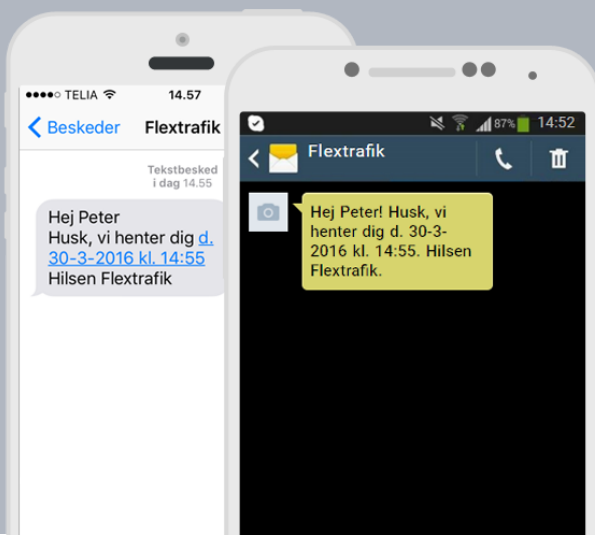 TELIA
14.57
Beskeder
Flextrafik
Tekstbesked
i dag 14.55
Hej Peter
Husk, vi henter dig d.
30-3-2016 kl. 14:55
Hilsen Flextrafik
87%
14:52
Flextrafik
Hej Peter! Husk, vi
henter dig d. 30-3-
2016 kl. 14:55. Hilsen
Flextrafik.